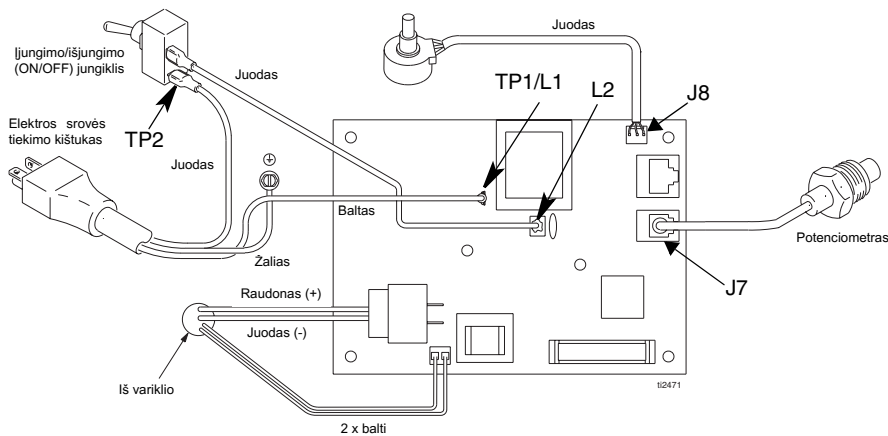 Juodas
Įjungimo/išjungimo
(ON/OFF) jungiklis
Juodas
TP1/L1
L2
J8
TP2
Elektros srovės
tiekimo kištukas
Juodas
Baltas
Potenciometras
Žalias
J7
Raudonas (+)
Juodas (-)
Iš variklio
ti2471
2 x balti